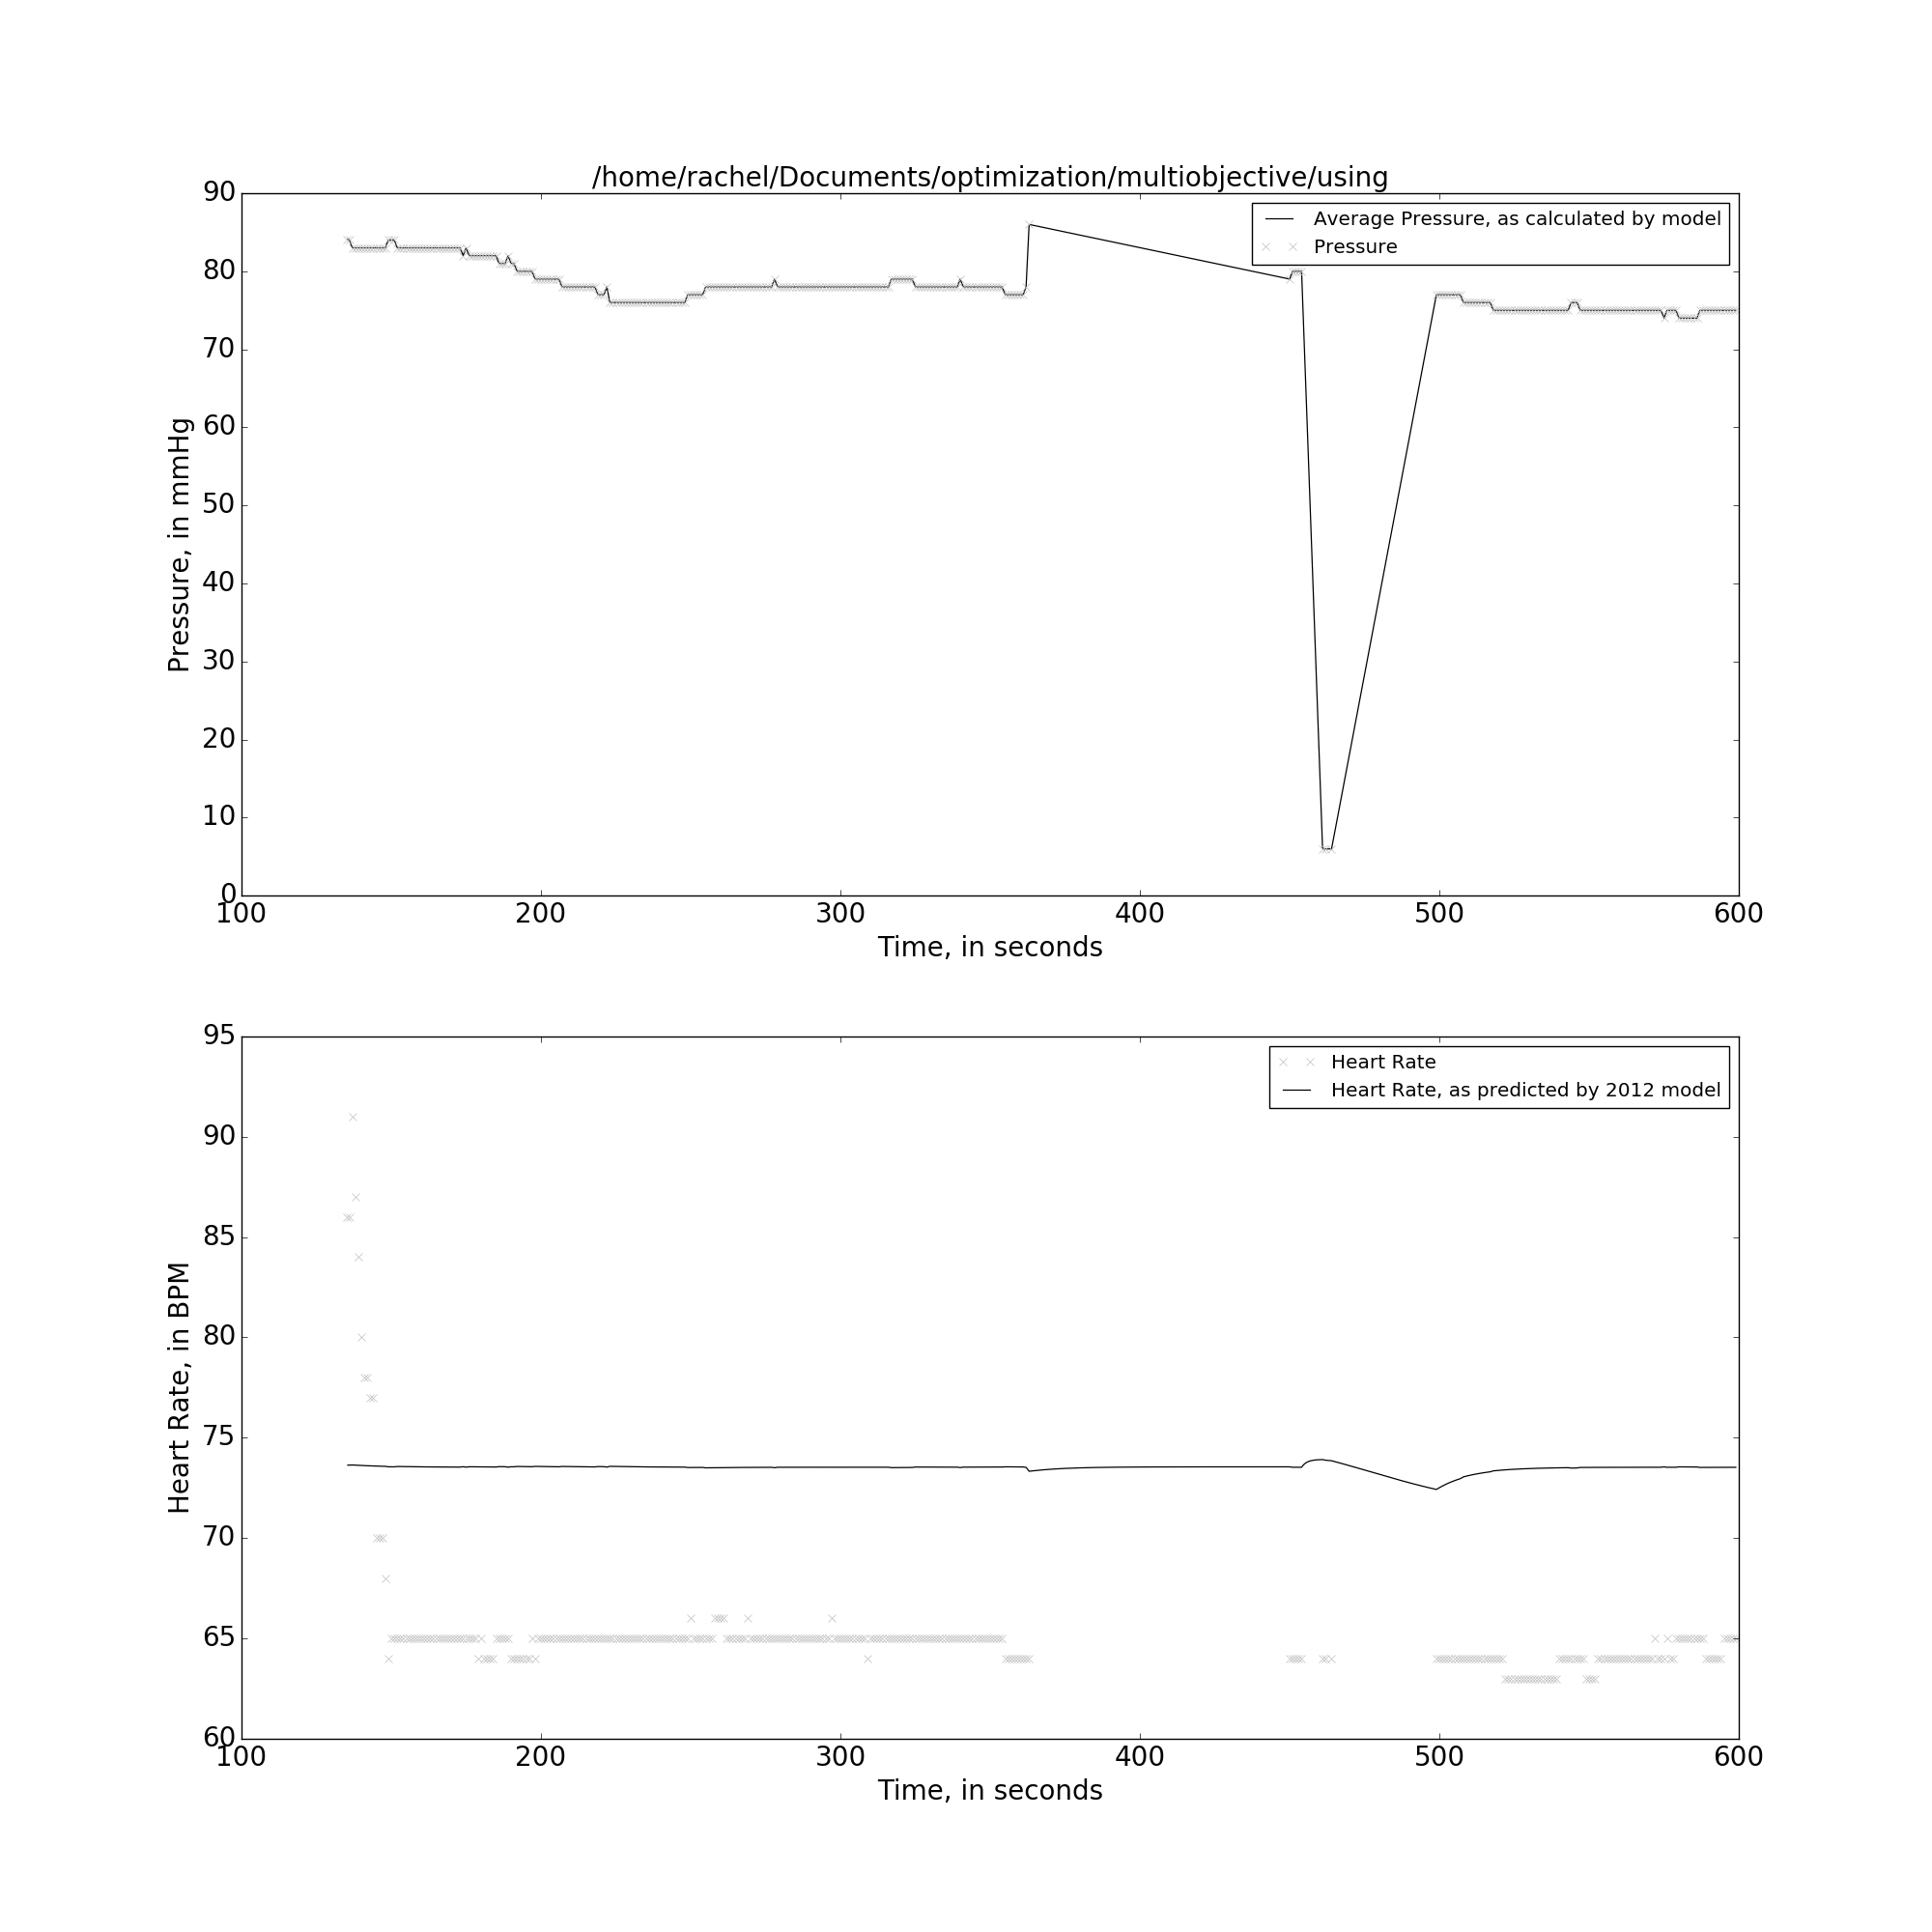 /home/rachel/Documents/optimization/multiobjective/using
Average Pressure, as calculated by model
Pressure
90
80
70
60
50
40
30
20
10
0
Pressure, in mmHg
100 200 300 400 500 600
Time, in seconds
Heart Rate
Heart Rate, as predicted by 2012 model
95
90
85
80
75
70
65
60
Heart Rate, in BPM
100 200 300 400 500 600
Time, in seconds